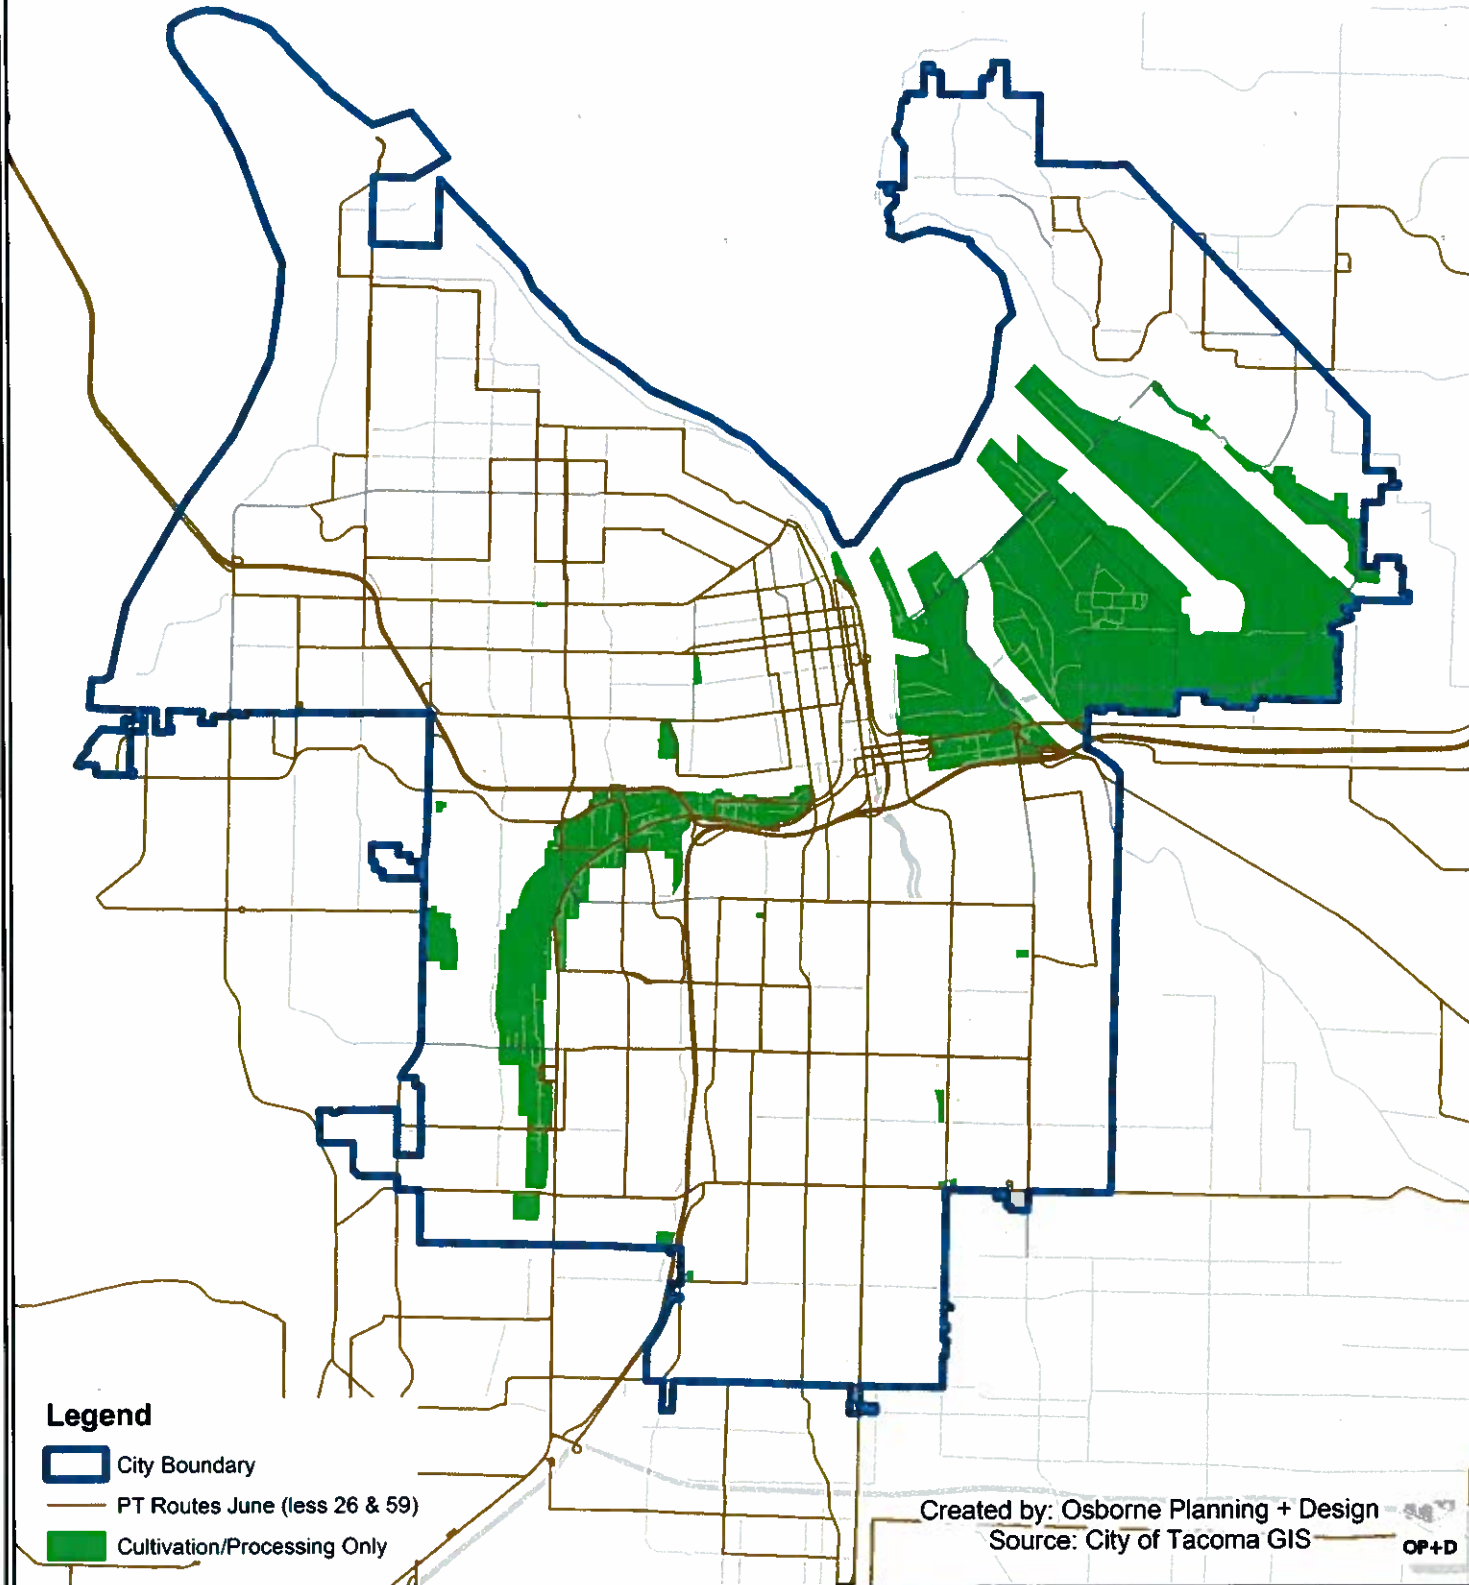 Legend
City Boundary
PT Routes June (less 26 & 59)
Cultivation/Processing Only
Created by: Osborne Planning + Design
Source: City of Tacoma GIS
OP+D